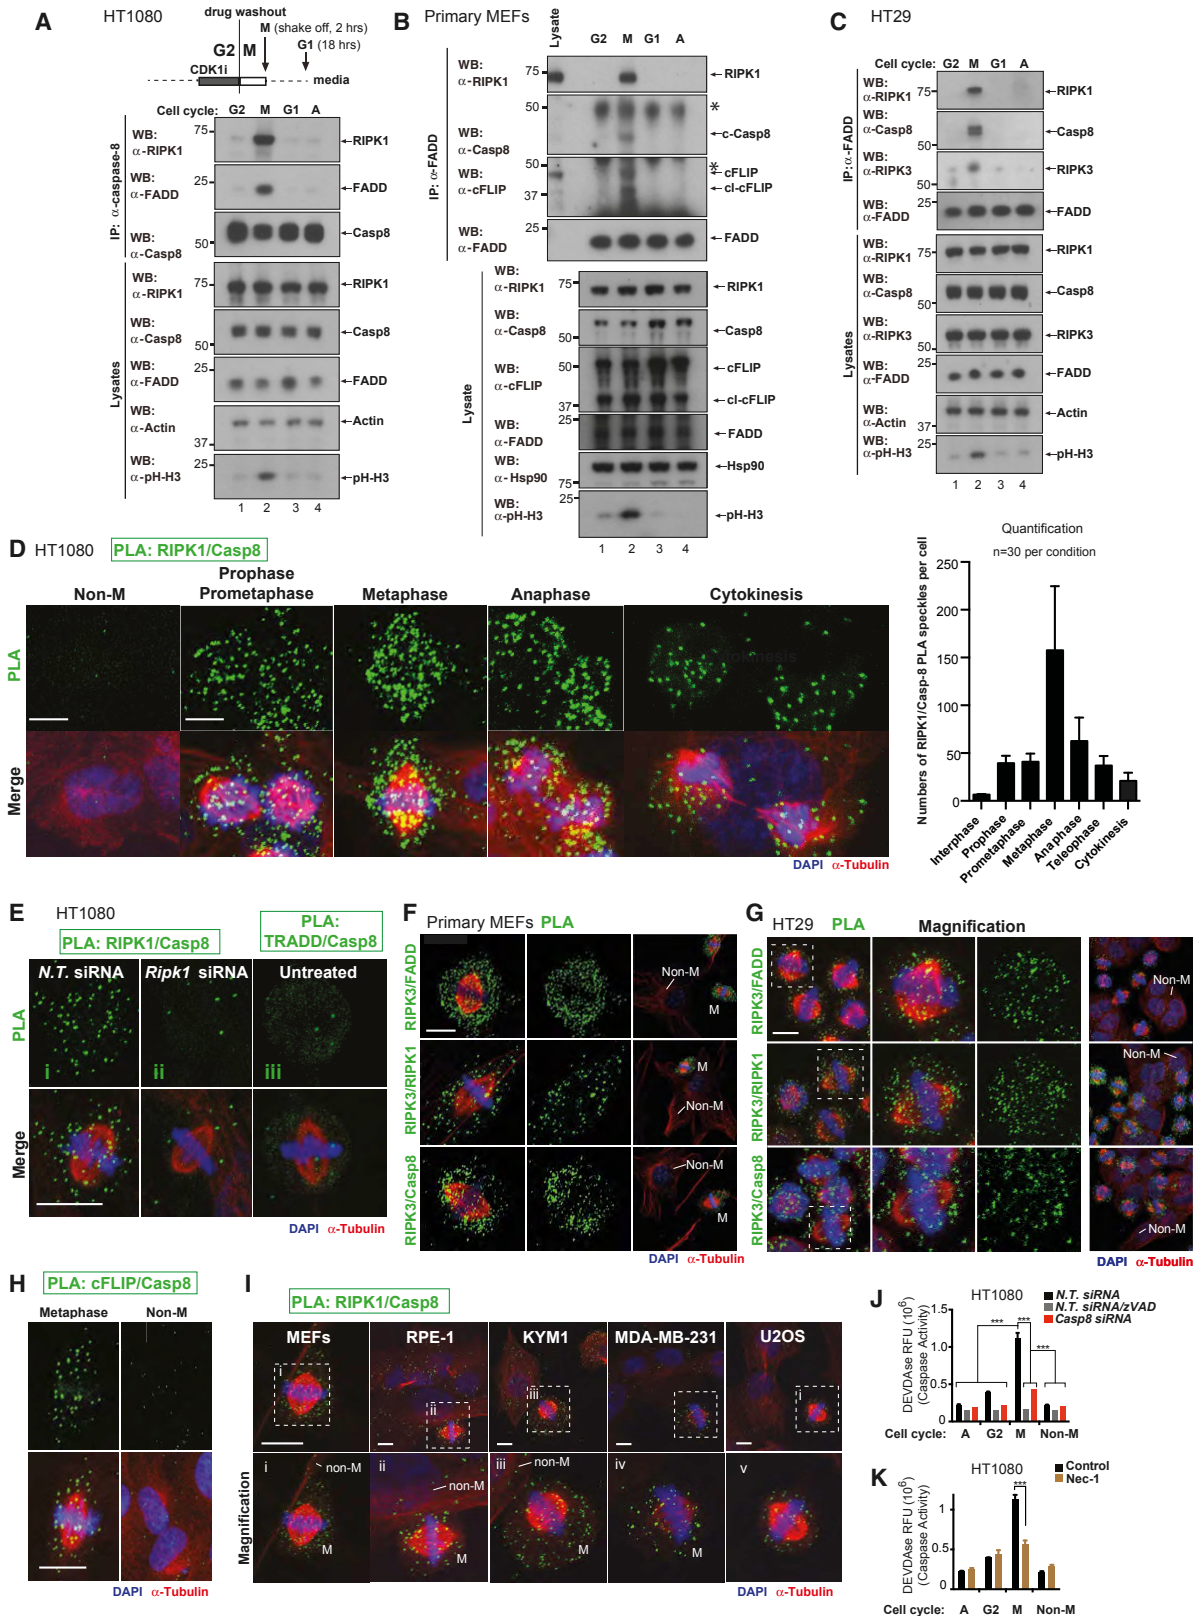 A HT1080
drug washout
M (shake off, 2 hrs)
G2 M
G1 (18 hrs)
CDK1i
media
Cell cycle: G2 M G1 A
IP: α-caspase-8
WB: α-RIPK1 75 RIPK1
WB: α-FADD 25 FADD
WB: α-Casp8 50 Casp8
Lysates
WB: α-RIPK1 75 RIPK1
WB: α-Casp8 50 Casp8
WB: α-FADD 25 FADD
WB: α-Actin 37 Actin
WB: α-pH-H3 25 pH-H3
1 2 3 4
B Primary MEFs
Lysate G2 M G1 A
IP: α-FADD
WB: α-RIPK1 75 RIPK1
WB: α-Casp8 50 * c-Casp8
WB: α-cFLIP 50 37 * cFLIP cl-cFLIP
WB: α-FADD 25 FADD
Lysate
WB: α-RIPK1 75 RIPK1
WB: α-Casp8 50 Casp8
WB: α-cFLIP 50 37 cFLIP cl-cFLIP
WB: α-FADD 25 FADD
WB: α-Hsp90 75 Hsp90
WB: α-pH-H3 25 pH-H3
1 2 3 4
C HT29
Cell cycle: G2 M G1 A
IP:α-FADD
WB: α-RIPK1 75 RIPK1
WB: α-Casp8 50 Casp8
WB: α-RIPK3 50 RIPK3
WB: α-FADD 25 FADD
Lysates
WB: α-RIPK1 75 RIPK1
WB: α-Casp8 50 Casp8
WB: α-RIPK3 50 RIPK3
WB: α-FADD 25 FADD
WB: α-Actin 37 Actin
WB: α-pH-H3 25 pH-H3
1 2 3 4
D HT1080 PLA: RIPK1/Casp8
Non-M Prophase Prometaphase Metaphase Anaphase Cytokinesis
PLA
Merge
DAPI α-Tubulin
Quantification
n=30 per condition
Numbers of RIPK1/Casp-8 PLA speckles per cell
250
200
150
100
50
0
Interphase Prophase Prometaphase Metaphase Anaphase Teleophase Cytokinesis
E HT1080
PLA: RIPK1/Casp8
PLA: TRADD/Casp8
N.T. siRNA Ripk1 siRNA Untreated
PLA
i ii iii
Merge
DAPI α-Tubulin
F Primary MEFs PLA
RIPK3/FADD Non-M M
RIPK3/RIPK1 M Non-M
RIPK3/Casp8 Non-M M
DAPI α-Tubulin
G HT29 PLA Magnification
RIPK3/FADD Non-M
RIPK3/RIPK1 Non-M
RIPK3/Casp8 Non-M
DAPI α-Tubulin
H PLA: cFLIP/Casp8
Metaphase Non-M
DAPI α-Tubulin
I PLA: RIPK1/Casp8
MEFs RPE-1 KYM1 MDA-MB-231 U2OS
i ii iii i
Magnification
i non-M M
ii non-M M
iii non-M M
iv
v
DAPI α-Tubulin
J HT1080
N.T. siRNA
N.T. siRNA/zVAD
Casp8 siRNA
DEVDAse RFU (10⁶)
(Caspase Activity)
1.5
1.0
0.5
0
*** *** ***
Cell cycle: A G2 M Non-M
K HT1080
Control
Nec-1
DEVDAse RFU (10⁶)
(Caspase Activity)
1
0.5
0
***
Cell cycle: A G2 M Non-M